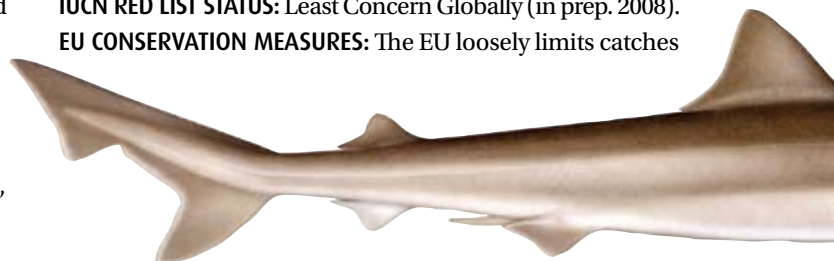 d
IUCN RED LIST STATUS: Least Concern Globally (in prep. 2008).
EU CONSERVATION MEASURES: The EU loosely limits catches
,